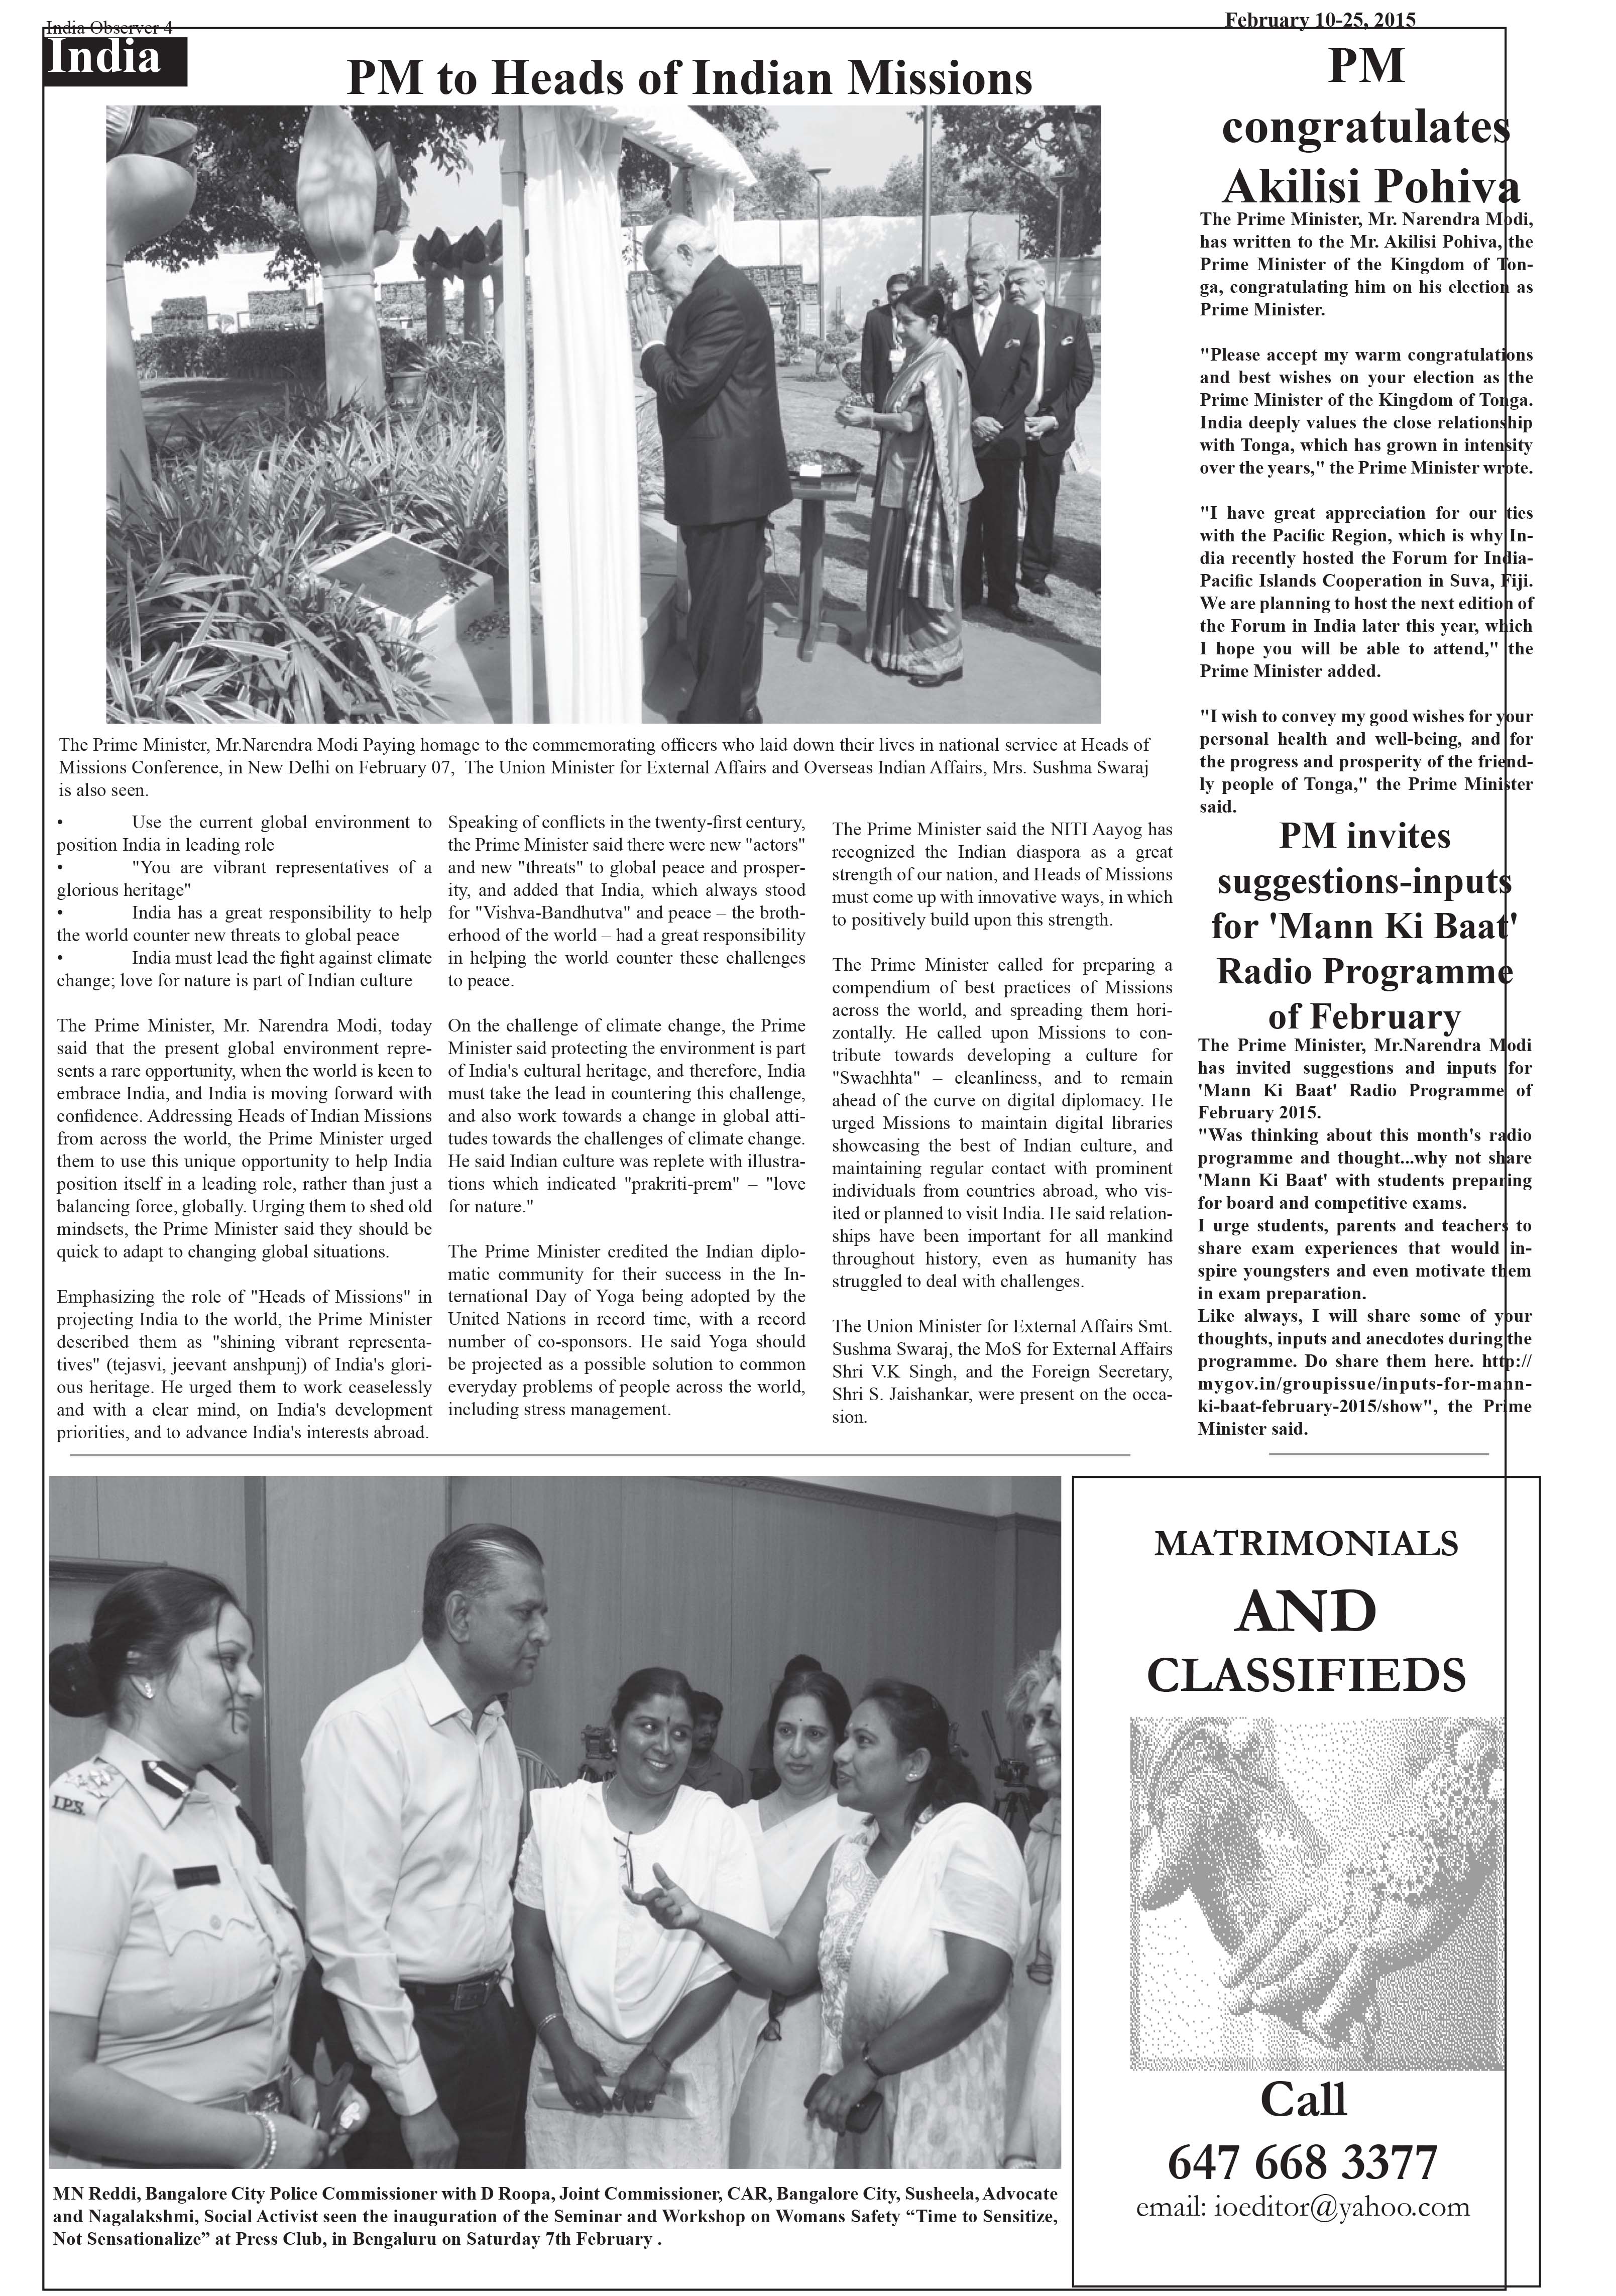 India Observer 4
February 10-25, 2015
India
PM to Heads of Indian Missions
The Prime Minister, Mr.Narendra Modi Paying homage to the commemorating officers who laid down their lives in national service at Heads of
Missions Conference, in New Delhi on February 07,  The Union Minister for External Affairs and Overseas Indian Affairs, Mrs. Sushma Swaraj
is also seen.
• Use the current global environment to
position India in leading role
• "You are vibrant representatives of a
glorious heritage"
• India has a great responsibility to help
the world counter new threats to global peace
• India must lead the fight against climate
change; love for nature is part of Indian culture
The Prime Minister, Mr. Narendra Modi, today
said that the present global environment repre-
sents a rare opportunity, when the world is keen to
embrace India, and India is moving forward with
confidence. Addressing Heads of Indian Missions
from across the world, the Prime Minister urged
them to use this unique opportunity to help India
position itself in a leading role, rather than just a
balancing force, globally. Urging them to shed old
mindsets, the Prime Minister said they should be
quick to adapt to changing global situations.
Emphasizing the role of "Heads of Missions" in
projecting India to the world, the Prime Minister
described them as "shining vibrant representa-
tives" (tejasvi, jeevant anshpunj) of India's glori-
ous heritage. He urged them to work ceaselessly
and with a clear mind, on India's development
priorities, and to advance India's interests abroad.
Speaking of conflicts in the twenty-first century,
the Prime Minister said there were new "actors"
and new "threats" to global peace and prosper-
ity, and added that India, which always stood
for "Vishva-Bandhutva" and peace – the broth-
erhood of the world – had a great responsibility
in helping the world counter these challenges
to peace.
On the challenge of climate change, the Prime
Minister said protecting the environment is part
of India's cultural heritage, and therefore, India
must take the lead in countering this challenge,
and also work towards a change in global atti-
tudes towards the challenges of climate change.
He said Indian culture was replete with illustra-
tions which indicated "prakriti-prem" – "love
for nature."
The Prime Minister credited the Indian diplo-
matic community for their success in the In-
ternational Day of Yoga being adopted by the
United Nations in record time, with a record
number of co-sponsors. He said Yoga should
be projected as a possible solution to common
everyday problems of people across the world,
including stress management.
The Prime Minister said the NITI Aayog has
recognized the Indian diaspora as a great
strength of our nation, and Heads of Missions
must come up with innovative ways, in which
to positively build upon this strength.
The Prime Minister called for preparing a
compendium of best practices of Missions
across the world, and spreading them hori-
zontally. He called upon Missions to con-
tribute towards developing a culture for
"Swachhta" – cleanliness, and to remain
ahead of the curve on digital diplomacy. He
urged Missions to maintain digital libraries
showcasing the best of Indian culture, and
maintaining regular contact with prominent
individuals from countries abroad, who vis-
ited or planned to visit India. He said relation-
ships have been important for all mankind
throughout history, even as humanity has
struggled to deal with challenges.
The Union Minister for External Affairs Smt.
Sushma Swaraj, the MoS for External Affairs
Shri V.K Singh, and the Foreign Secretary,
Shri S. Jaishankar, were present on the occa-
sion.
PM
congratulates
Akilisi Pohiva
The Prime Minister, Mr. Narendra Modi,
has written to the Mr. Akilisi Pohiva, the
Prime Minister of the Kingdom of Ton-
ga, congratulating him on his election as
Prime Minister.
"Please accept my warm congratulations
and best wishes on your election as the
Prime Minister of the Kingdom of Tonga.
India deeply values the close relationship
with Tonga, which has grown in intensity
over the years," the Prime Minister wrote.
"I have great appreciation for our ties
with the Pacific Region, which is why In-
dia recently hosted the Forum for India-
Pacific Islands Cooperation in Suva, Fiji.
We are planning to host the next edition of
the Forum in India later this year, which
I hope you will be able to attend," the
Prime Minister added.
"I wish to convey my good wishes for your
personal health and well-being, and for
the progress and prosperity of the friend-
ly people of Tonga," the Prime Minister
said.
PM invites
suggestions-inputs
for 'Mann Ki Baat'
Radio Programme
of February
The Prime Minister, Mr.Narendra Modi
has invited suggestions and inputs for
'Mann Ki Baat' Radio Programme of
February 2015.
"Was thinking about this month's radio
programme and thought...why not share
'Mann Ki Baat' with students preparing
for board and competitive exams.
I urge students, parents and teachers to
share exam experiences that would in-
spire youngsters and even motivate them
in exam preparation.
Like always, I will share some of your
thoughts, inputs and anecdotes during the
programme. Do share them here. http://
mygov.in/groupissue/inputs-for-mann-
ki-baat-february-2015/show", the Prime
Minister said.
I.P.S.
MN Reddi, Bangalore City Police Commissioner with D Roopa, Joint Commissioner, CAR, Bangalore City, Susheela, Advocate
and Nagalakshmi, Social Activist seen the inauguration of the Seminar and Workshop on Womans Safety “Time to Sensitize,
Not Sensationalize” at Press Club, in Bengaluru on Saturday 7th February .
MATRIMONIALS
AND
CLASSIFIEDS
Call
647 668 3377
email: ioeditor@yahoo.com